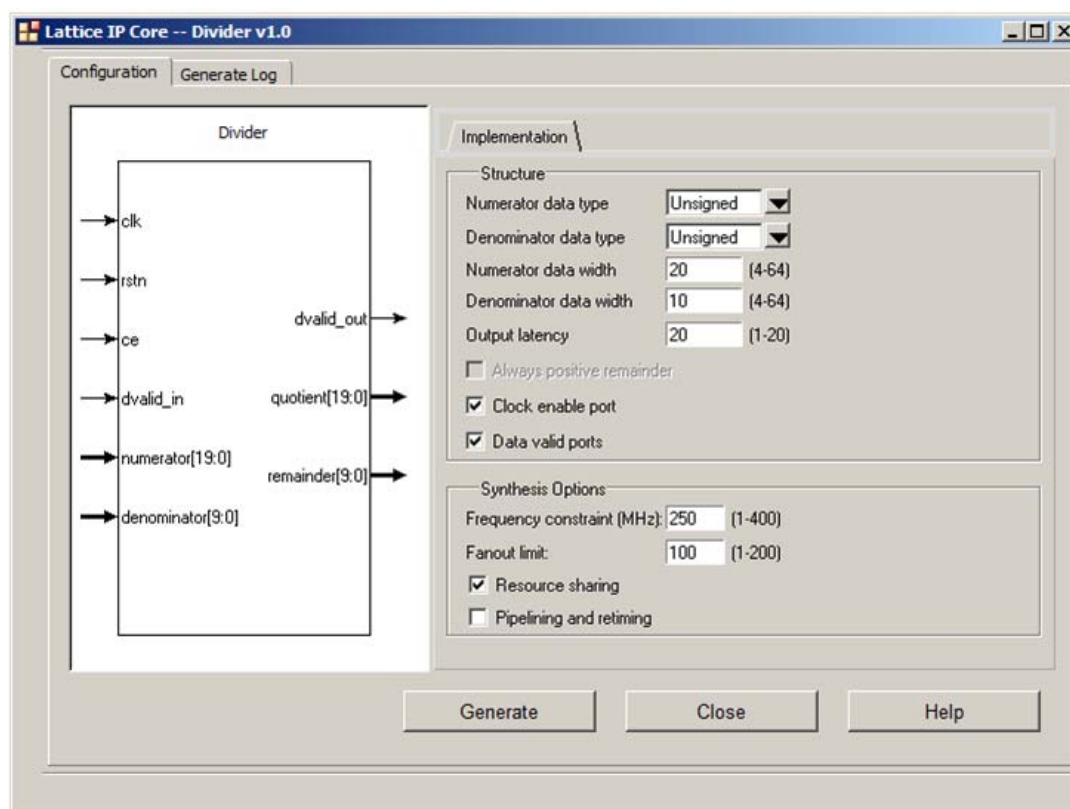 Lattice IP Core -- Divider v1.0
Configuration
Generate Log
Divider
clk
rstn
ce
dvalid_in
numerator[19:0]
denominator[9:0]
dvalid_out
quotient[19:0]
remainder[9:0]
Implementation
Structure
Numerator data type Unsigned
Denominator data type Unsigned
Numerator data width 20 (4-64)
Denominator data width 10 (4-64)
Output latency 20 (1-20)
Always positive remainder
Clock enable port
Data valid ports
Synthesis Options
Frequency constraint (MHz): 250 (1-400)
Fanout limit: 100 (1-200)
Resource sharing
Pipelining and retiming
Generate Close Help